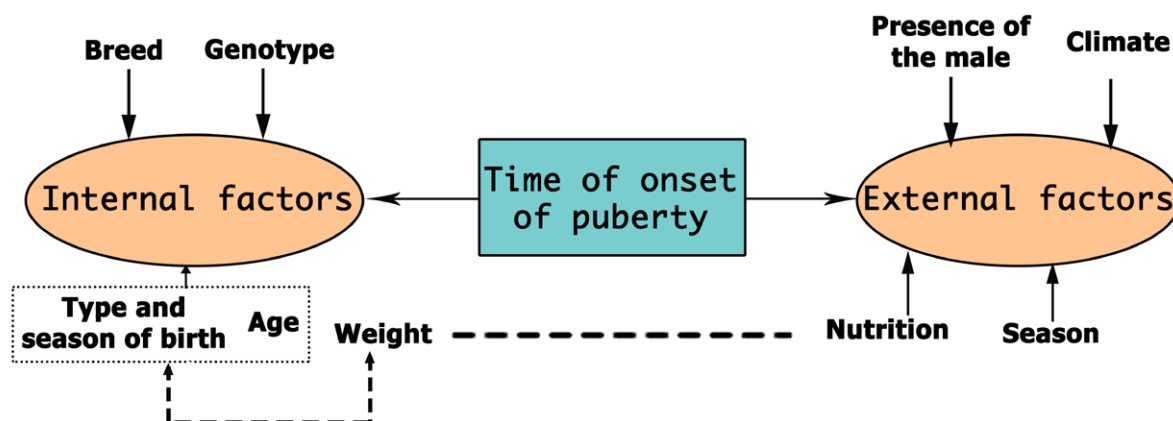 Breed
Genotype
Presence of
the male
Climate
Internal factors
Time of onset
of puberty
External factors
Type and
season of birth
Age
Weight
Nutrition
Season